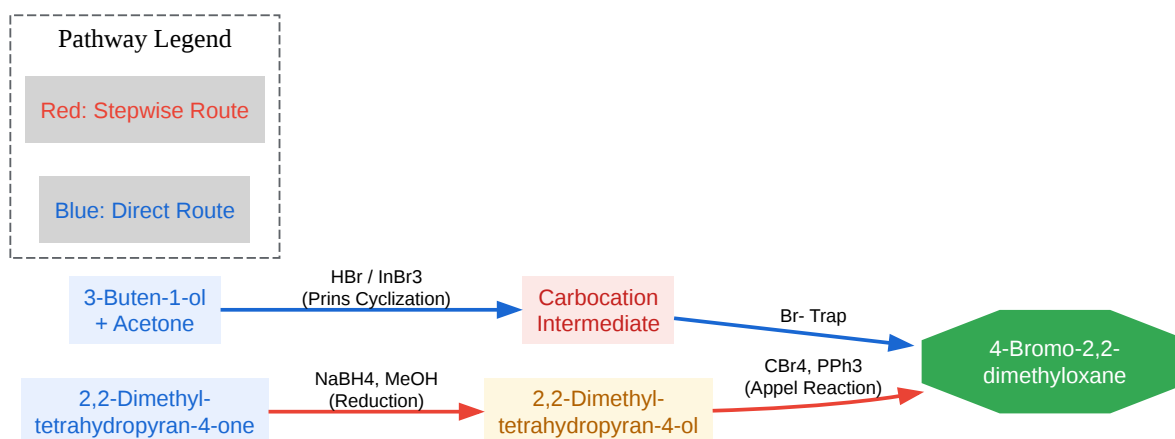 Pathway Legend
Red: Stepwise Route
Blue: Direct Route
3-Buten-1-ol
+ Acetone
HBr / InBr3
(Prins Cyclization)
Carbocation
Intermediate
Br- Trap
4-Bromo-2,2-
dimethyloxane
2,2-Dimethyl-
tetrahydropyran-4-one
NaBH4, MeOH
(Reduction)
2,2-Dimethyl-
tetrahydropyran-4-ol
CBr4, PPh3
(Appel Reaction)